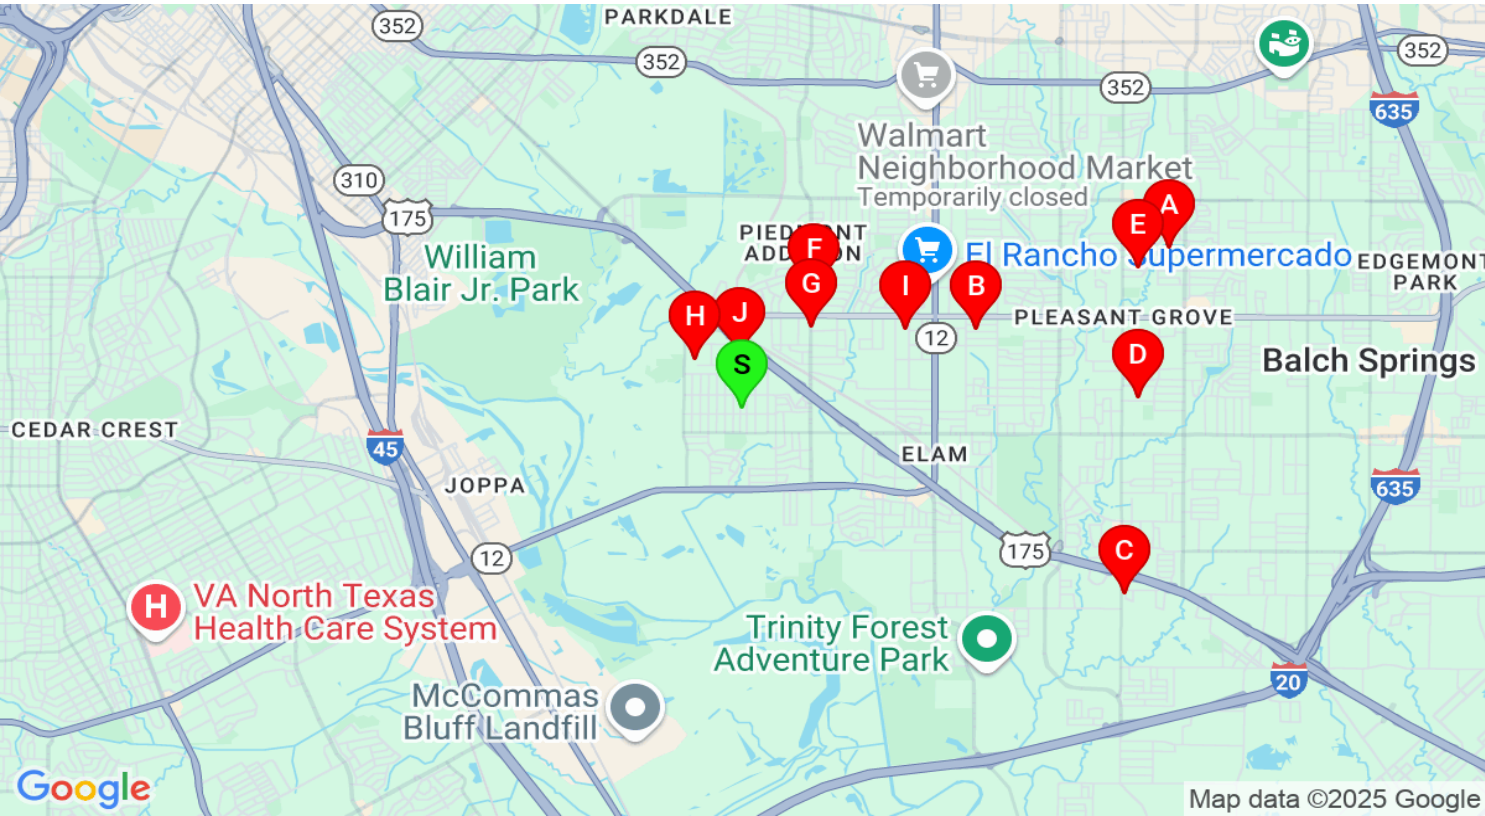 352
PARKDALE
352
352
352
635
Walmart
Neighborhood Market
Temporarily closed
310
175
A
E
PIEDMONT
ADDITION
F
William
Blair Jr. Park
El Rancho Supermercado
EDGEMONT
PARK
G
I
B
H
J
PLEASANT GROVE
12
S
D
Balch Springs
CEDAR CREST
45
ELAM
JOPPA
635
12
175
C
H
VA North Texas
Health Care System
Trinity Forest
Adventure Park
20
McCommas
Bluff Landfill
Google
Map data ©2025 Google